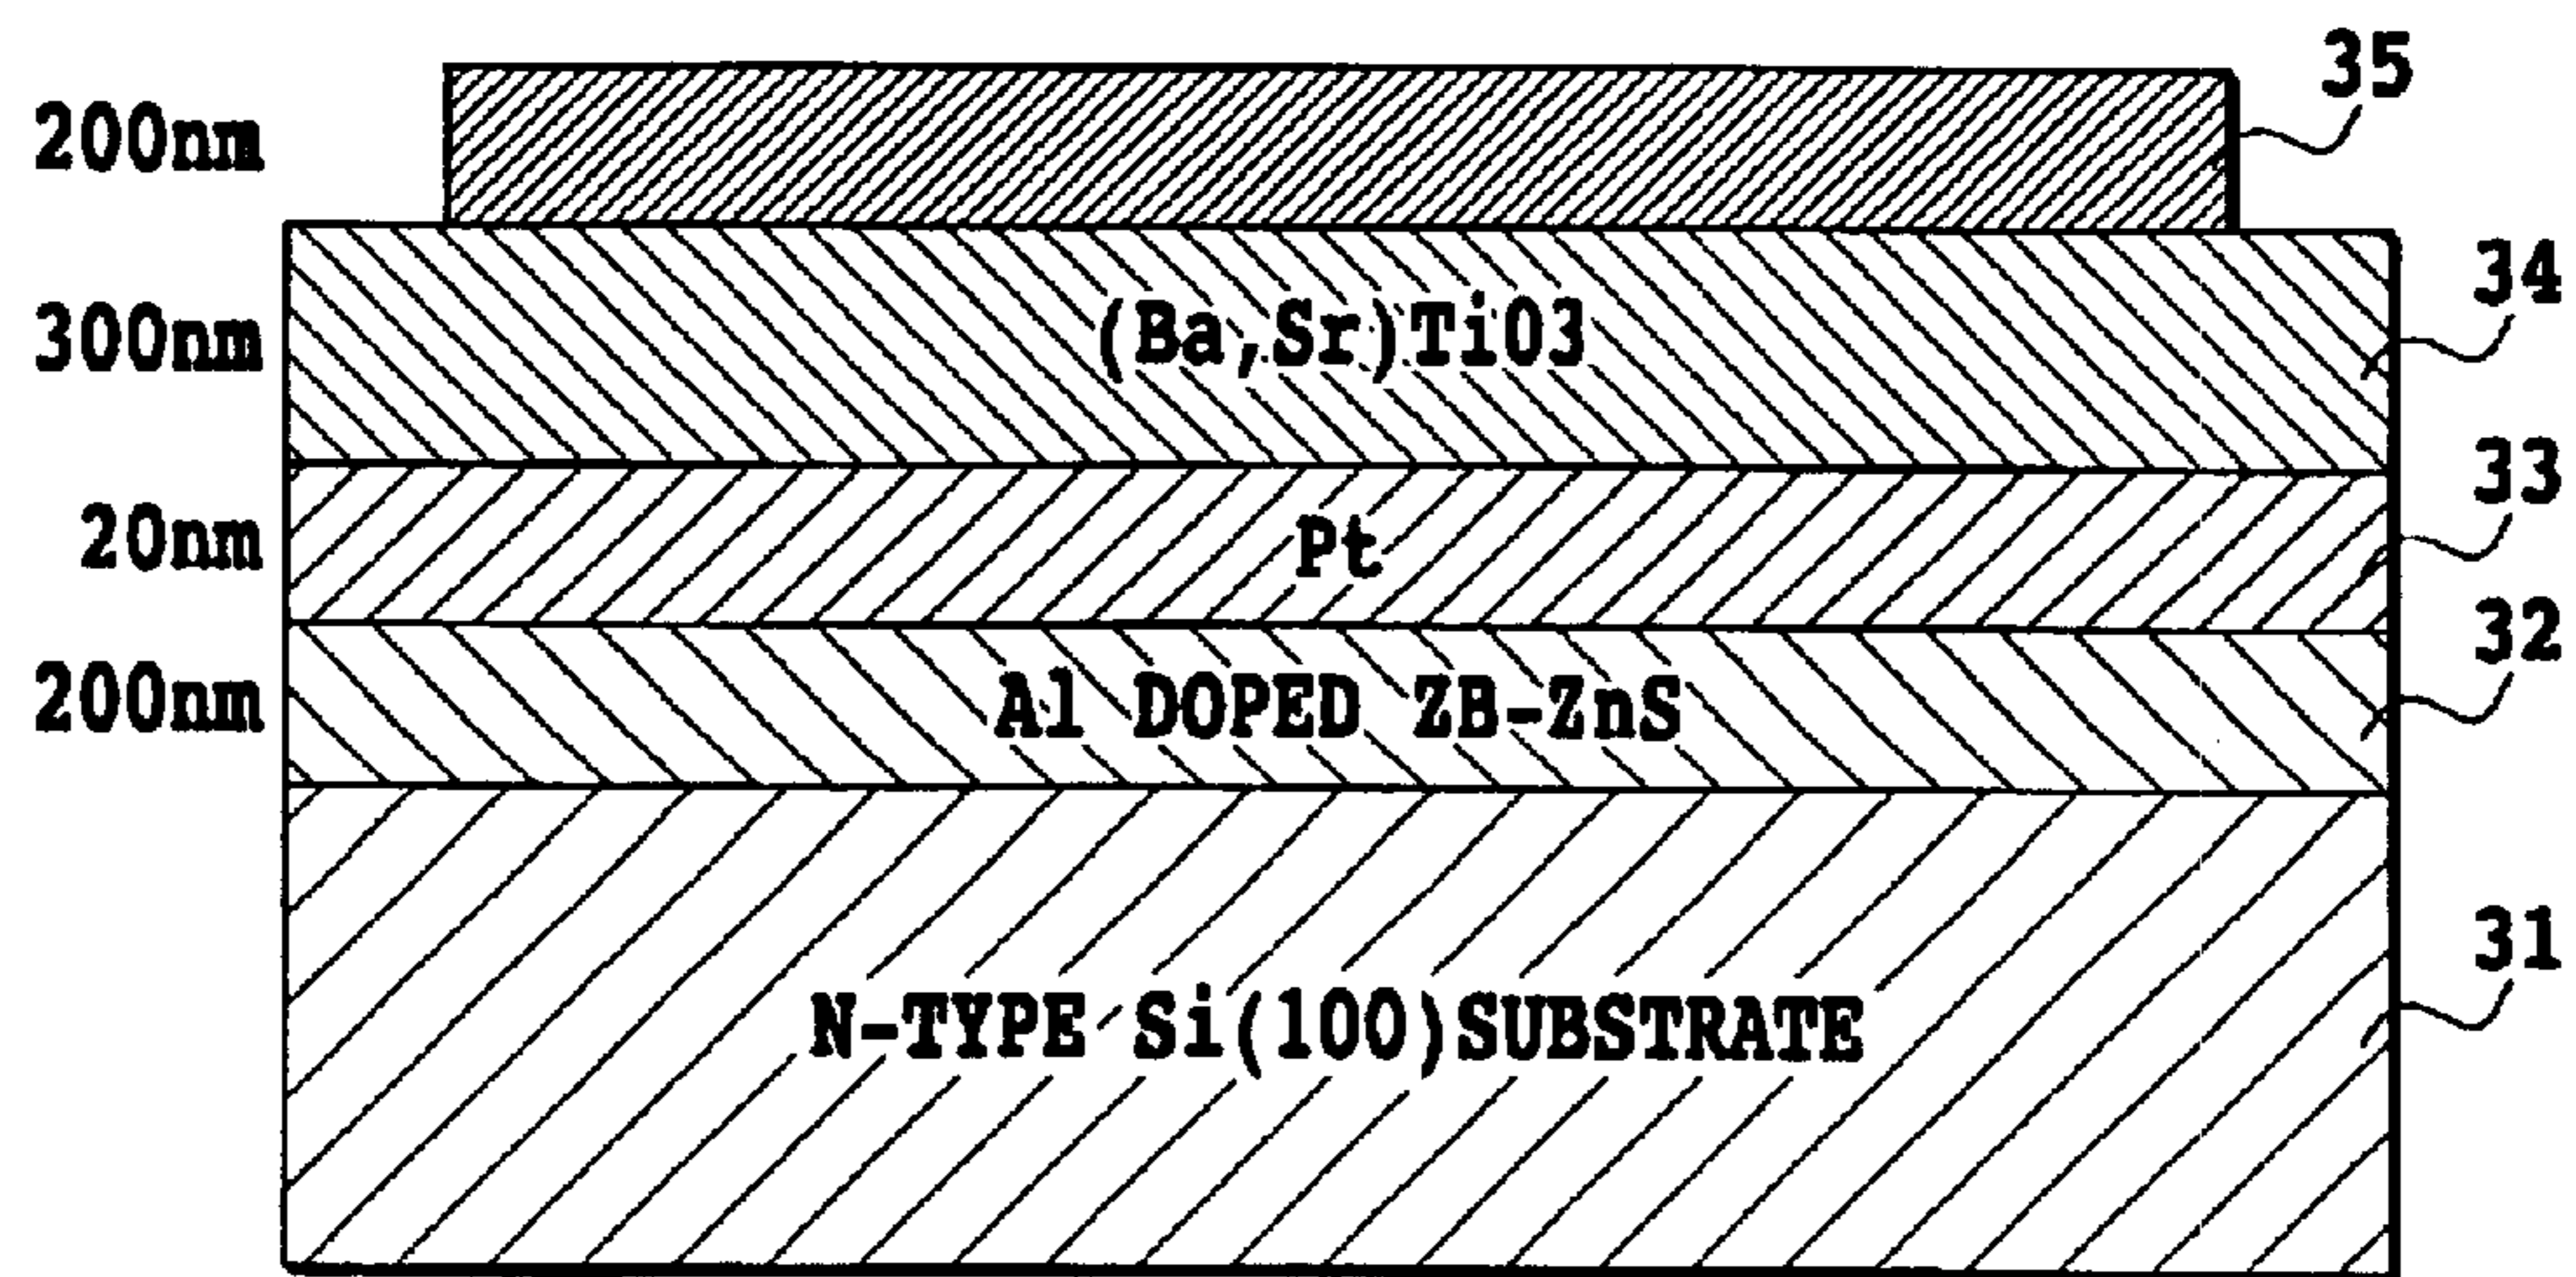 35
200nm
34
300nm (Ba,Sr)TiO3
33
20nm Pt
32
200nm Al DOPED ZB-ZnS
31
N-TYPE Si(100)SUBSTRATE